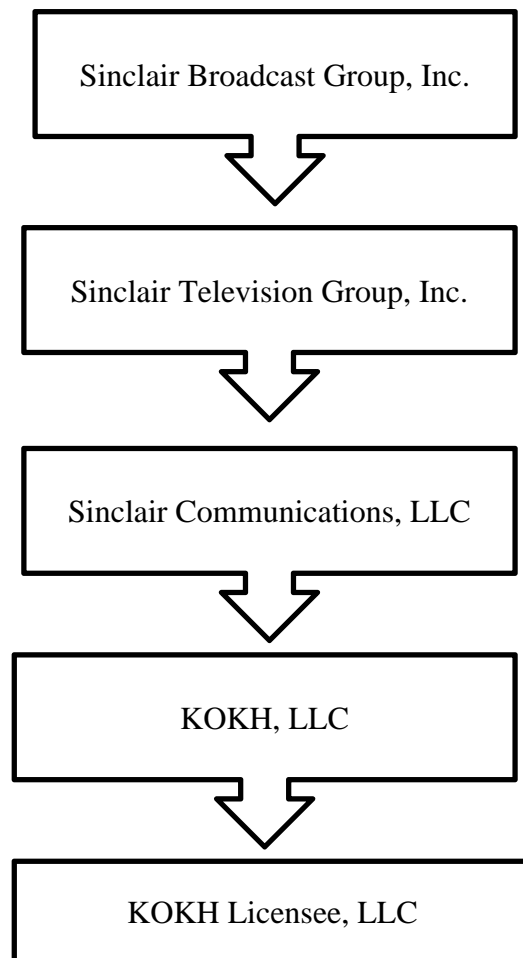 Sinclair Broadcast Group, Inc.
Sinclair Television Group, Inc.
Sinclair Communications, LLC
KOKH, LLC
KOKH Licensee, LLC